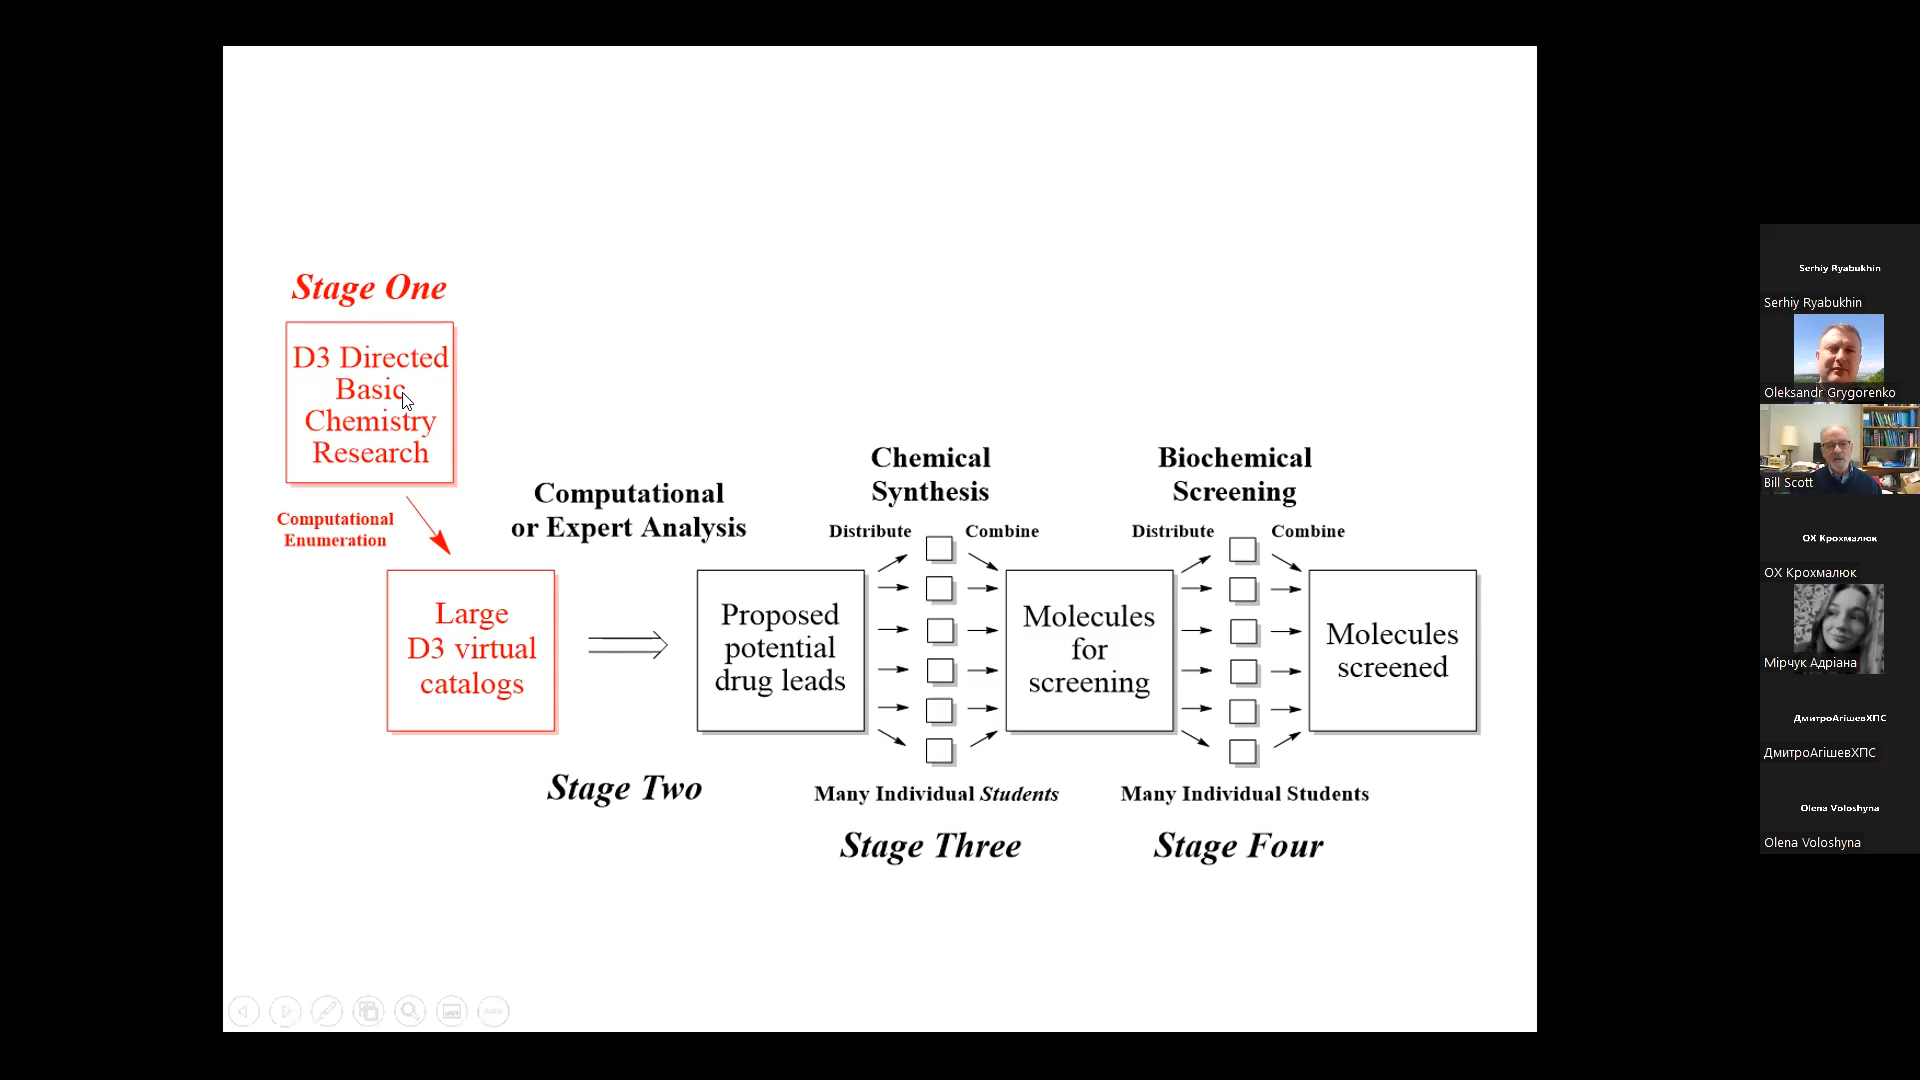 Stage One
D3 Directed
Basic
Chemistry
Research
Computational
Enumeration
Large
D3 virtual
catalogs
Computational
or Expert Analysis
Stage Two
Proposed
potential
drug leads
Chemical
Synthesis
Distribute
Combine
Many Individual Students
Stage Three
Molecules
for
screening
Biochemical
Screening
Distribute
Combine
Many Individual Students
Stage Four
Molecules
screened
Serhiy Ryabukhin
Serhiy Ryabukhin
Oleksandr Grygorenko
Bill Scott
ОХ Крохмалюк
ОХ Крохмалюк
Мірчук Адріана
ДмитроАгішевХПС
ДмитроАгішевХПС
Olena Voloshyna
Olena Voloshyna